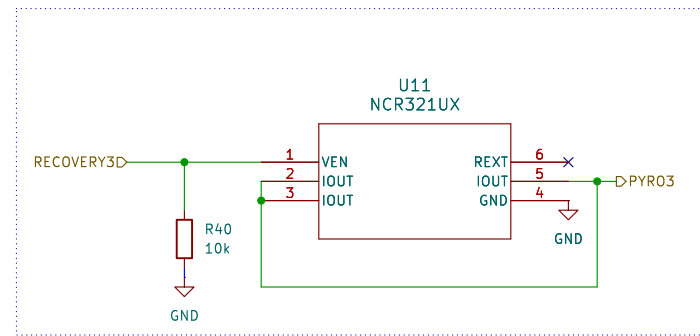 U11
NCR321UX
RECOVERY3
1 VEN REXT 6
2 IOUT IOUT 5 PYRO3
3 IOUT GND 4
R40
10k
GND
GND